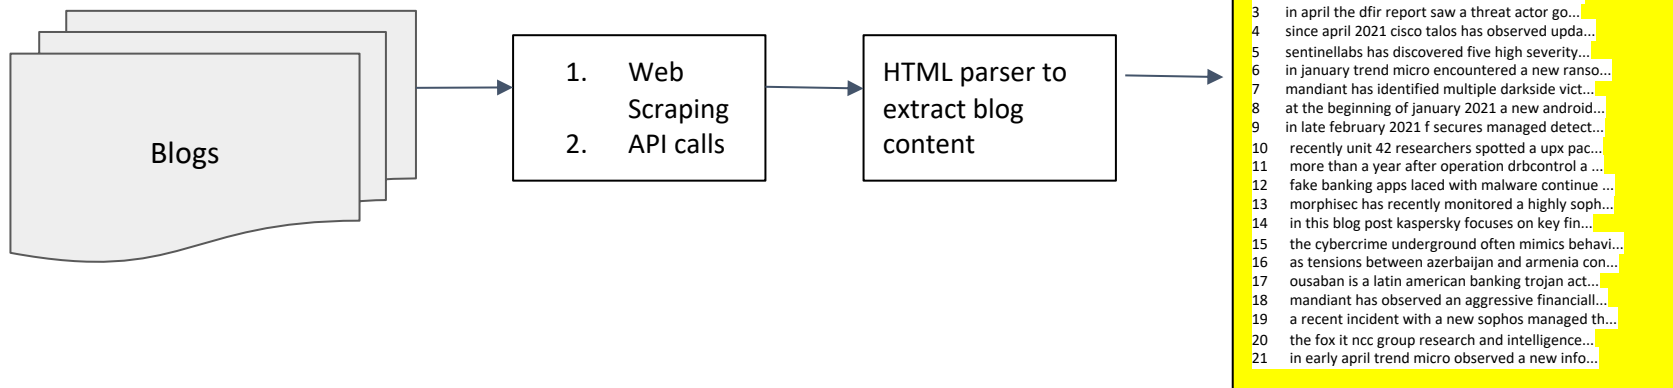 Blogs
1. Web
Scraping
2. API calls
HTML parser to
extract blog
content
3 in april the dfir report saw a threat actor go...
4 since april 2021 cisco talos has observed upda...
5 sentinellabs has discovered five high severity...
6 in january trend micro encountered a new ranso...
7 mandiant has identified multiple darkside vict...
8 at the beginning of january 2021 a new android...
9 in late february 2021 f secures managed detect...
10 recently unit 42 researchers spotted a upx pac...
11 more than a year after operation drbcontrol a ...
12 fake banking apps laced with malware continue ...
13 morphisec has recently monitored a highly soph...
14 in this blog post kaspersky focuses on key fin...
15 the cybercrime underground often mimics behavi...
16 as tensions between azerbaijan and armenia con...
17 ousaban is a latin american banking trojan act...
18 mandiant has observed an aggressive financiall...
19 a recent incident with a new sophos managed th...
20 the fox it ncc group research and intelligence...
21 in early april trend micro observed a new info...